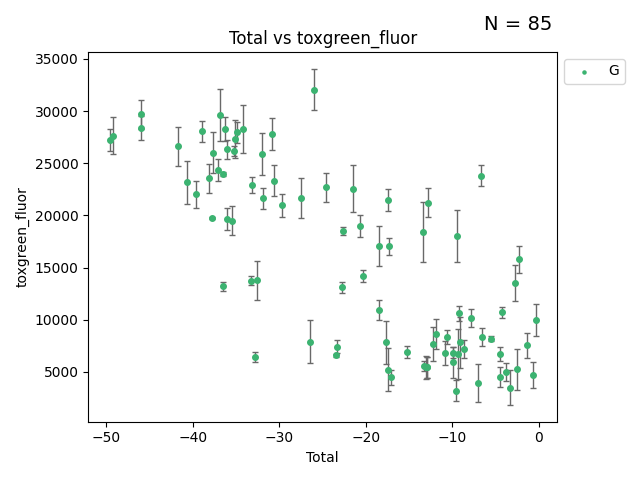 N = 85
Total vs toxgreen_fluor
G
35000
30000
25000
20000
15000
10000
5000
toxgreen_fluor
−50 −40 −30 −20 −10 0
Total